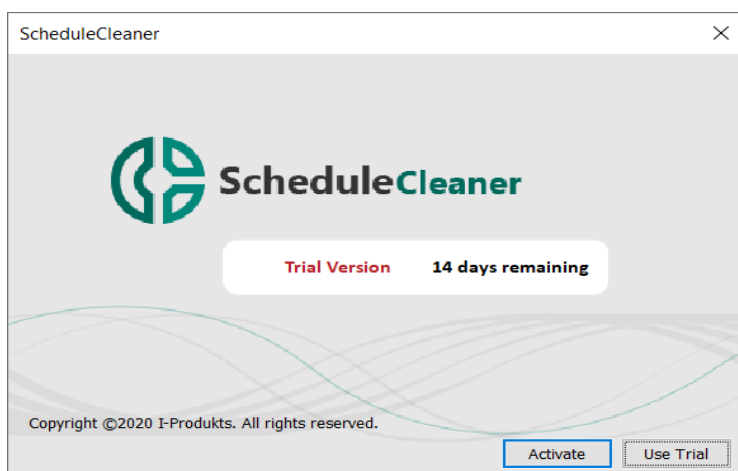 ScheduleCleaner
ScheduleCleaner
Trial Version 14 days remaining
Copyright ©2020 I-Produkts. All rights reserved.
Activate Use Trial